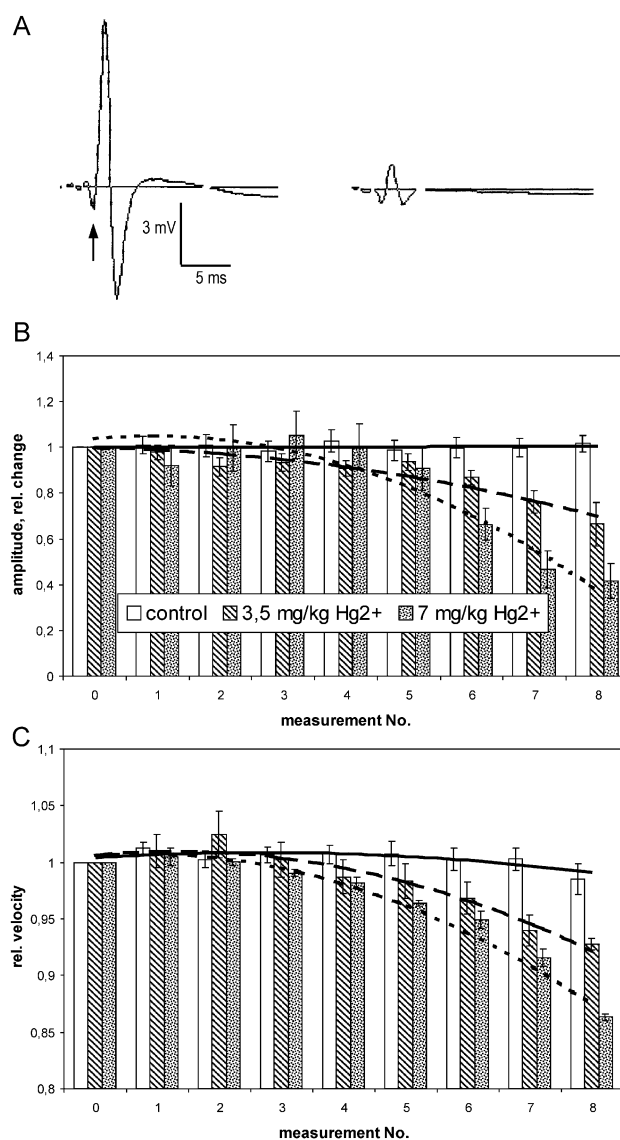 A
3 mV
5 ms
B
1,4
1,2
1
0,8
0,6
0,4
0,2
0
amplitude, rel. change
control 3,5 mg/kg Hg2+ 7 mg/kg Hg2+
0 1 2 3 4 5 6 7 8
measurement No.
C
1,1
1,05
1
0,95
0,9
0,85
0,8
rel. velocity
0 1 2 3 4 5 6 7 8
measurement No.